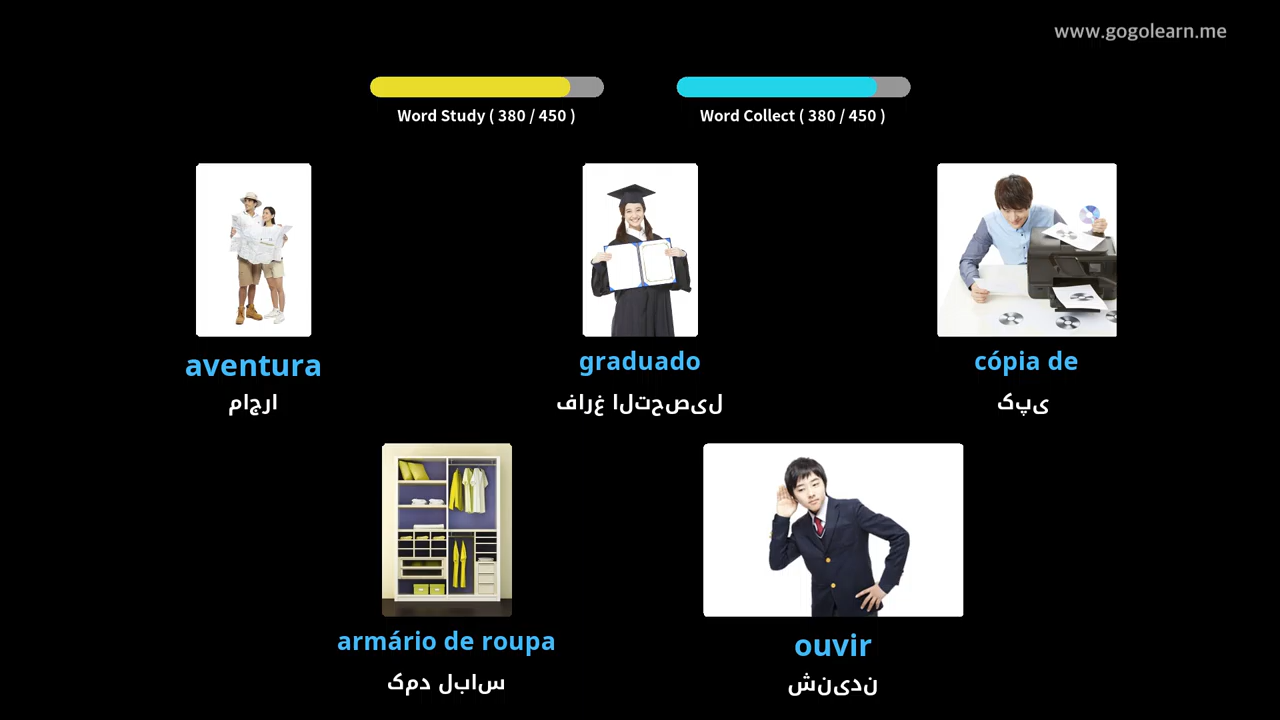 www.gogolearn.me
Word Study ( 380 / 450 )
Word Collect ( 380 / 450 )
aventura
ماجرا
graduado
فارغ التحصیل
cópia de
کپی
armário de roupa
کمد لباس
ouvir
شنیدن